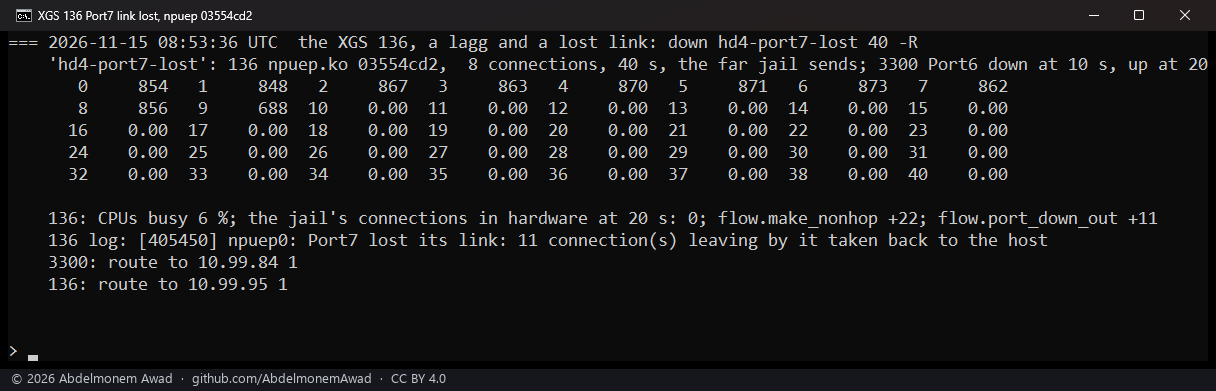 XGS 136 Port7 link lost, npuep 03554cd2
=== 2026-11-15 08:53:36 UTC  the XGS 136, a lagg and a lost link: down hd4-port7-lost 40 -R
'hd4-port7-lost': 136 npuep.ko 03554cd2,  8 connections, 40 s, the far jail sends; 3300 Port6 down at 10 s, up at 20
0 854 1 848 2 867 3 863 4 870 5 871 6 873 7 862
8 856 9 688 10 0.00 11 0.00 12 0.00 13 0.00 14 0.00 15 0.00
16 0.00 17 0.00 18 0.00 19 0.00 20 0.00 21 0.00 22 0.00 23 0.00
24 0.00 25 0.00 26 0.00 27 0.00 28 0.00 29 0.00 30 0.00 31 0.00
32 0.00 33 0.00 34 0.00 35 0.00 36 0.00 37 0.00 38 0.00 40 0.00
136: CPUs busy 6 %; the jail's connections in hardware at 20 s: 0; flow.make_nonhop +22; flow.port_down_out +11
136 log: [405450] npuep0: Port7 lost its link: 11 connection(s) leaving by it taken back to the host
3300: route to 10.99.84 1
136: route to 10.99.95 1
>
© 2026 Abdelmonem Awad · github.com/AbdelmonemAwad · CC BY 4.0